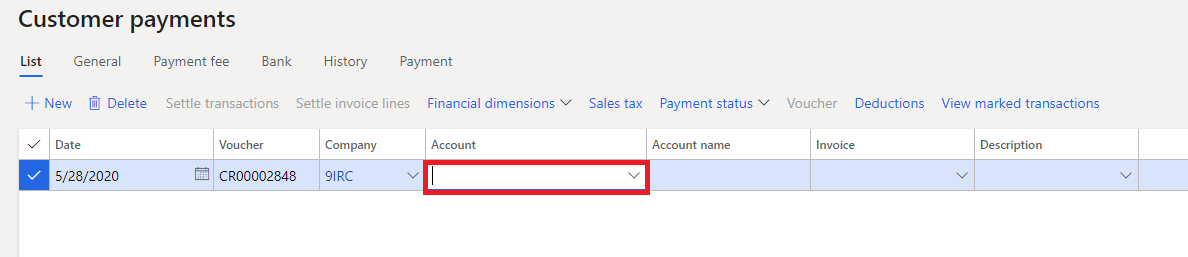 Customer payments
List General Payment fee Bank History Payment
New Delete Settle transactions Settle invoice lines Financial dimensions Sales tax Payment status Voucher Deductions View marked transactions
Date Voucher Company Account Account name Invoice Description
5/28/2020 CR00002848 9IRC